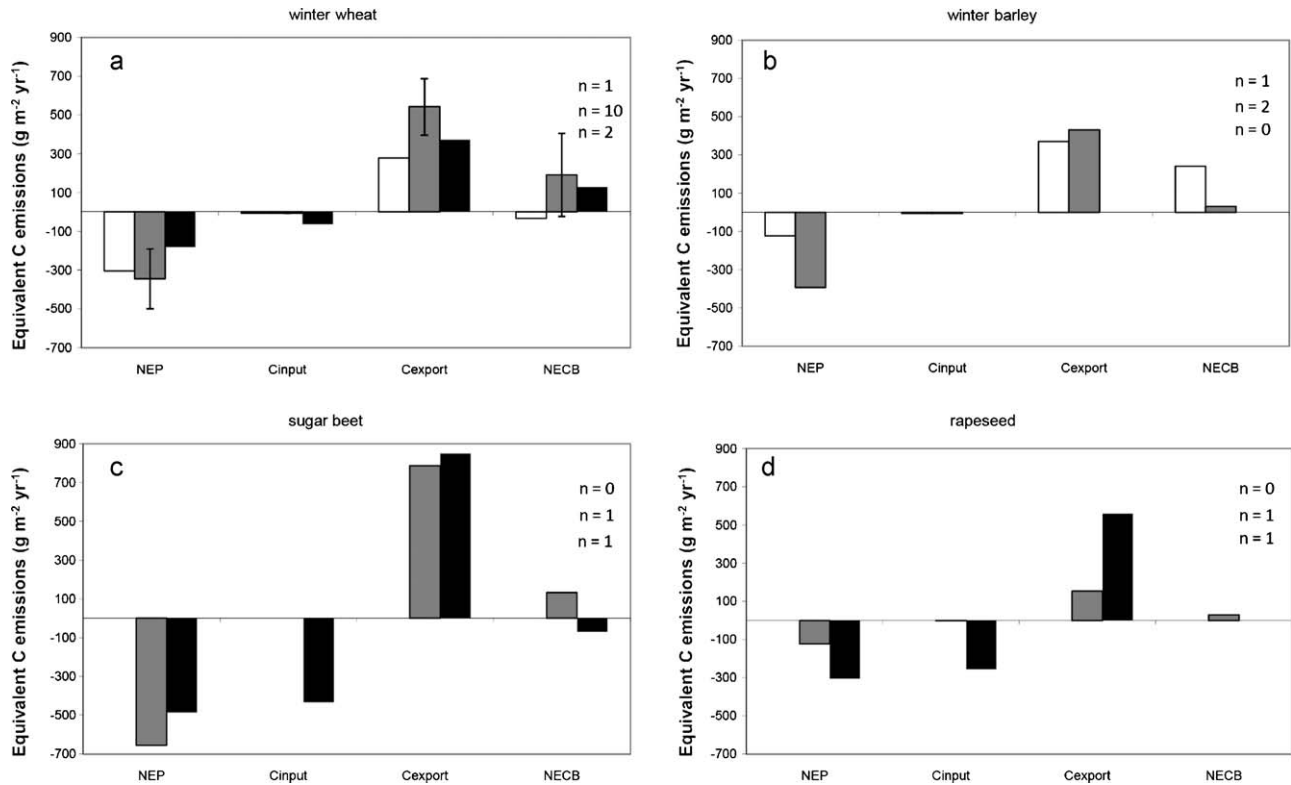 winter wheat
a
Equivalent C emissions (g m⁻² yr⁻¹)
900
700
500
300
100
-100
-300
-500
-700
n = 1
n = 10
n = 2
NEP Cinput Cexport NECB
winter barley
b
Equivalent C emissions (g m⁻² yr⁻¹)
900
700
500
300
100
-100
-300
-500
-700
n = 1
n = 2
n = 0
NEP Cinput Cexport NECB
sugar beet
c
Equivalent C emissions (g m⁻² yr⁻¹)
900
700
500
300
100
-100
-300
-500
-700
n = 0
n = 1
n = 1
NEP Cinput Cexport NECB
rapeseed
d
Equivalent C emissions (g m⁻² yr⁻¹)
900
700
500
300
100
-100
-300
-500
-700
n = 0
n = 1
n = 1
NEP Cinput Cexport NECB